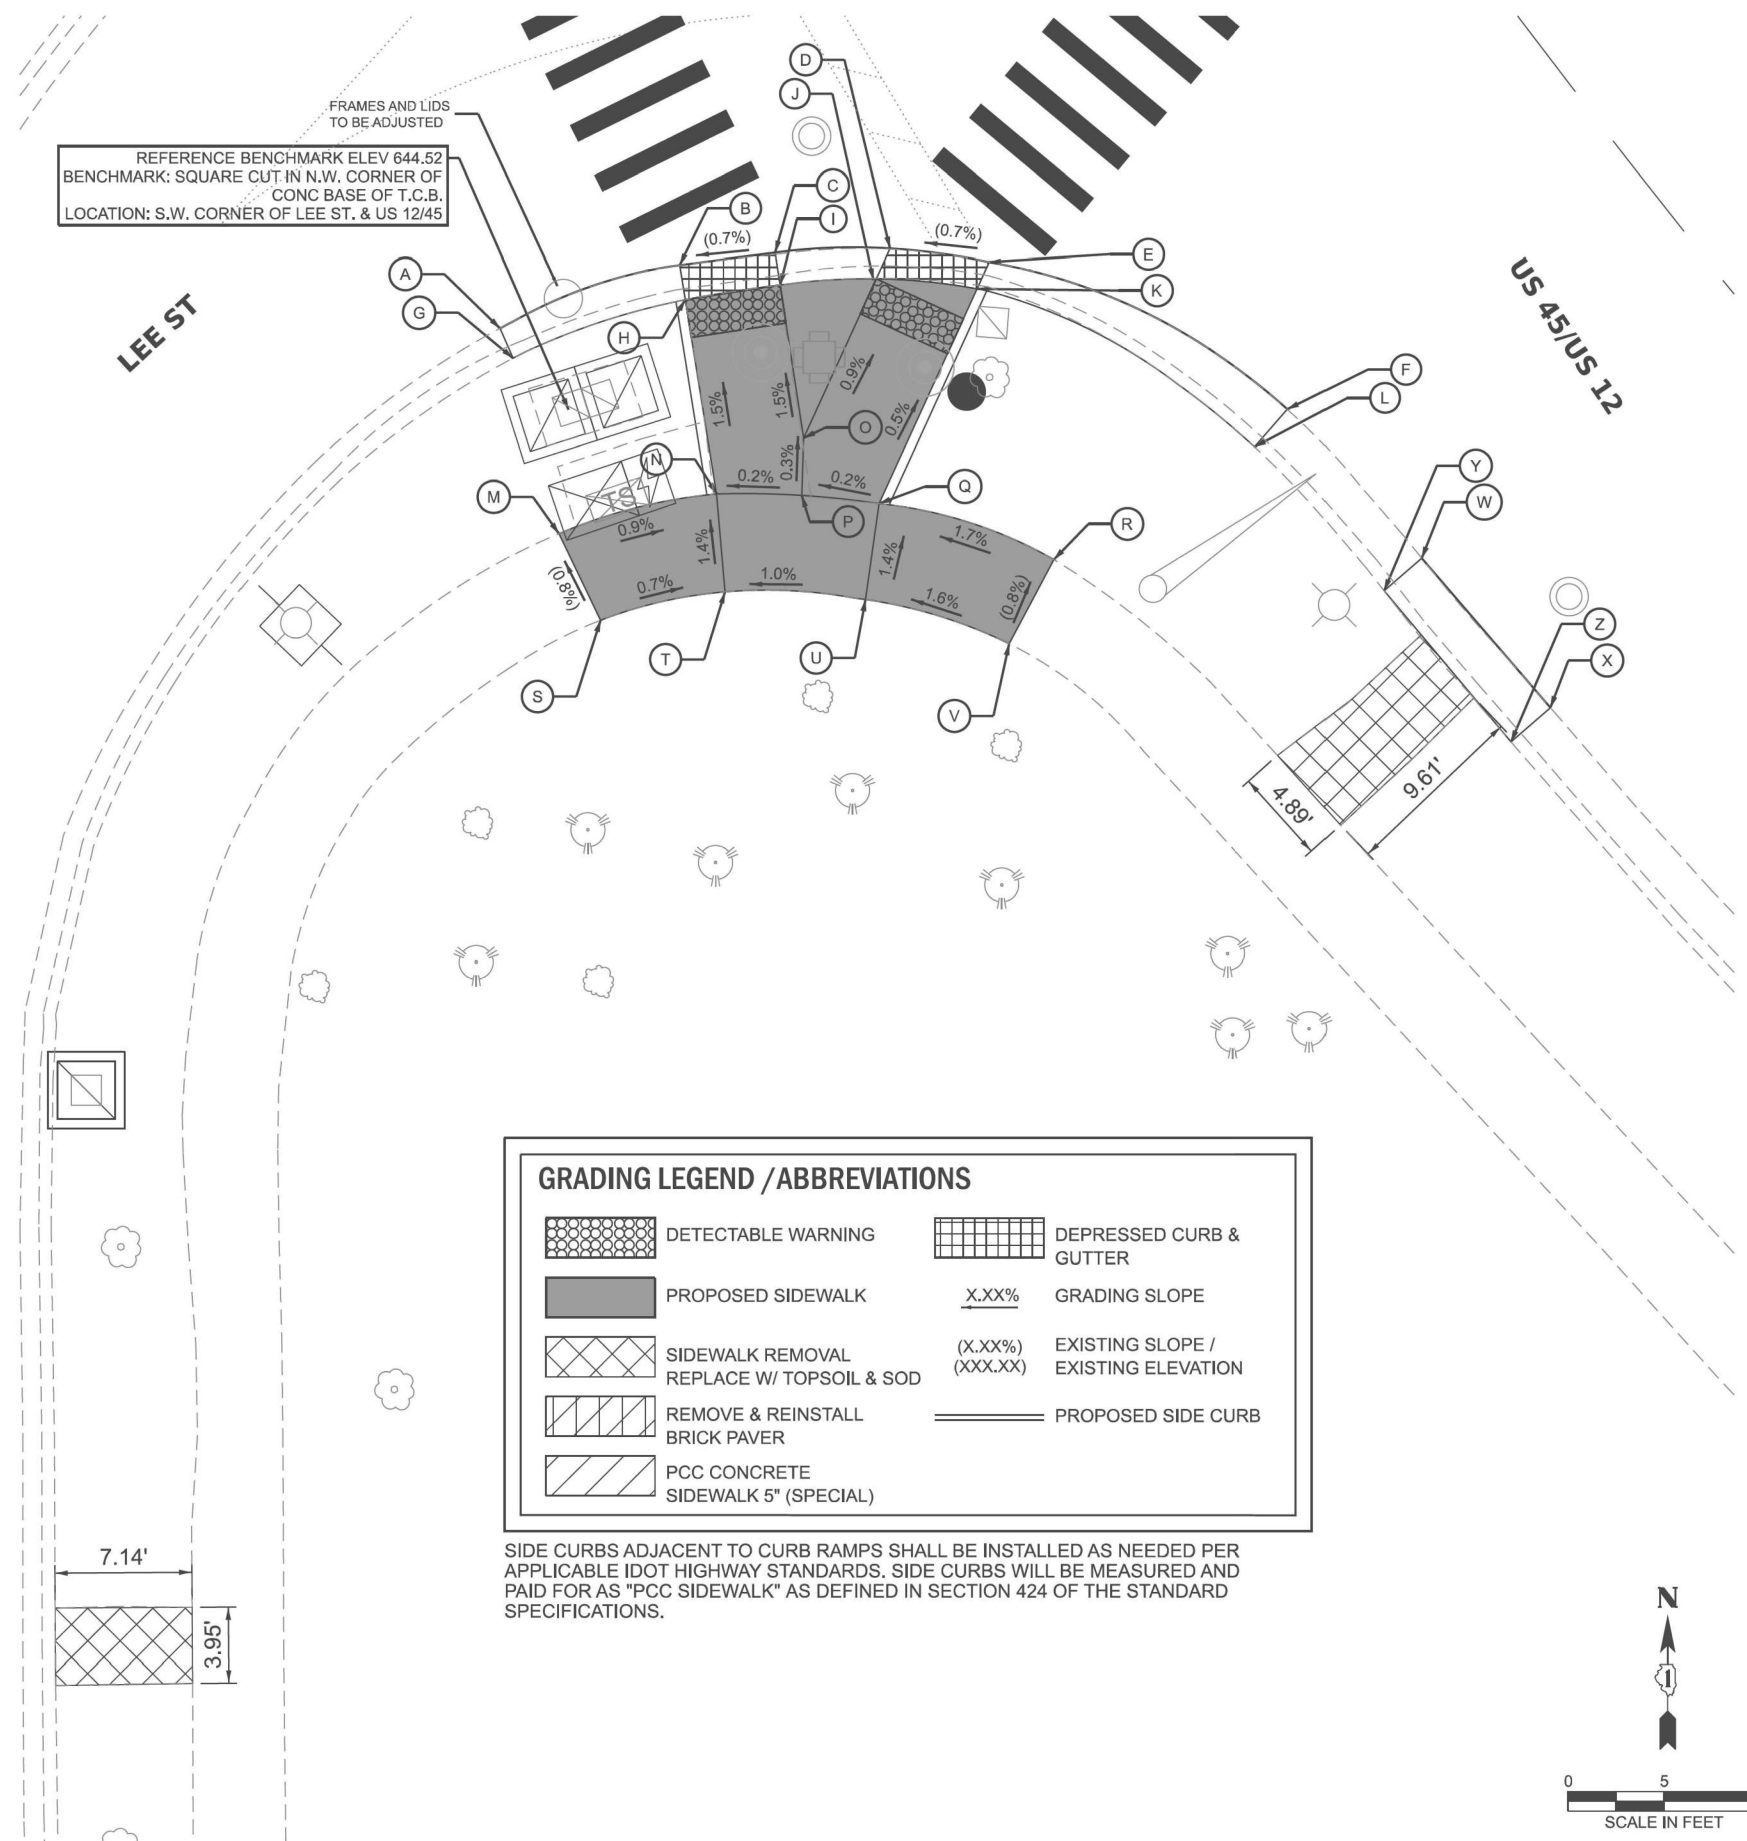 D
J
FRAMES AND LIDS
TO BE ADJUSTED
REFERENCE BENCHMARK ELEV 644.52
BENCHMARK: SQUARE CUT IN N.W. CORNER OF
CONC BASE OF T.C.B.
LOCATION: S.W. CORNER OF LEE ST. & US 12/45
C
B
I
(0.7%)
(0.7%)
E
A
K
G
H
LEE ST
US 45/US 12
F
L
1.5%
1.5%
0.9%
0.5%
O
N
0.3%
0.2%
0.2%
Q
Y
W
M
TS
P
R
0.9%
1.4%
1.4%
1.7%
(0.8%)
0.7%
1.0%
1.6%
(0.8%)
Z
X
T
U
S
V
9.61'
4.89'
GRADING LEGEND / ABBREVIATIONS
DETECTABLE WARNING
PROPOSED SIDEWALK
SIDEWALK REMOVAL
REPLACE W/ TOPSOIL & SOD
REMOVE & REINSTALL
BRICK PAVER
PCC CONCRETE
SIDEWALK 5" (SPECIAL)
DEPRESSED CURB &
GUTTER
X.XX%
GRADING SLOPE
(X.XX%)
(XXX.XX)
EXISTING SLOPE /
EXISTING ELEVATION
PROPOSED SIDE CURB
SIDE CURBS ADJACENT TO CURB RAMPS SHALL BE INSTALLED AS NEEDED PER
APPLICABLE IDOT HIGHWAY STANDARDS. SIDE CURBS WILL BE MEASURED AND
PAID FOR AS "PCC SIDEWALK" AS DEFINED IN SECTION 424 OF THE STANDARD
SPECIFICATIONS.
7.14'
3.95'
N
1
0 5
SCALE IN FEET